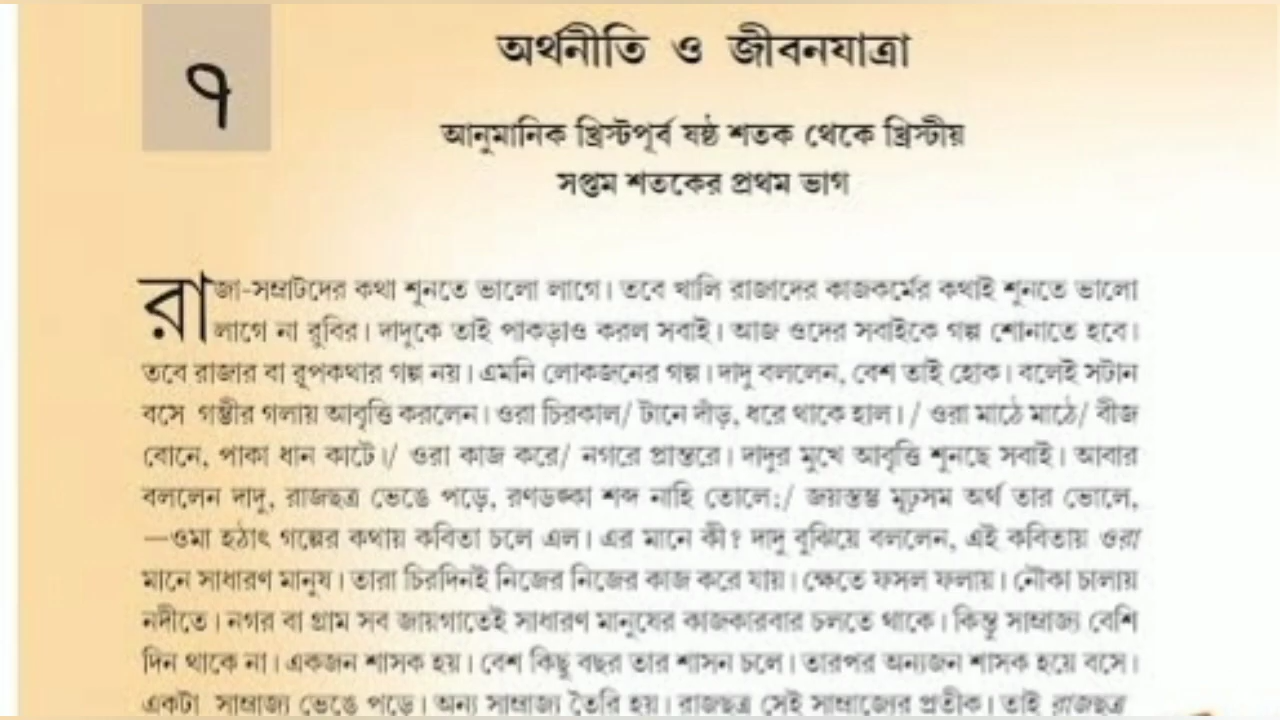 ৭
অর্থনীতি ও জীবনযাত্রা
আনুমানিক খ্রিস্টপূর্ব ষষ্ঠ শতক থেকে খ্রিস্টীয়
সপ্তম শতকের প্রথম ভাগ
রাজা-সম্রাটদের কথা শুনতে ভালো লাগে। তবে খালি রাজাদের কাজকর্মের কথাই শুনতে ভালো
লাগে না রুবির। দাদুকে তাই পাকড়াও করল সবাই। আজ ওদের সবাইকে গল্প শোনাতে হবে।
তবে রাজার বা রূপকথার গল্প নয়। এমনি লোকজনের গল্প। দাদু বললেন, বেশ তাই হোক। বলেই সটান
বসে গম্ভীর গলায় আবৃত্তি করলেন। ওরা চিরকাল/ টানে দাঁড়, ধরে থাকে হাল।/ ওরা মাঠে মাঠে/ বীজ
বোনে, পাকা ধান কাটে।/ ওরা কাজ করে/ নগরে প্রান্তরে। দাদুর মুখে আবৃত্তি শুনছে সবাই। আবার
বললেন দাদু, রাজছত্র ভেঙে পড়ে, রণডঙ্কা শব্দ নাহি তোলে;/ জয়স্তম্ভ মূঢ়সম অর্থ তার ভোলে,
—ওমা হঠাৎ গল্পের কথায় কবিতা চলে এল। এর মানে কী? দাদু বুঝিয়ে বললেন, এই কবিতায় ওরা
মানে সাধারণ মানুষ। তারা চিরদিনই নিজের নিজের কাজ করে যায়। ক্ষেতে ফসল ফলায়। নৌকা চালায়
নদীতে। নগর বা গ্রাম সব জায়গাতেই সাধারণ মানুষের কাজকারবার চলতে থাকে। কিন্তু সাম্রাজ্য বেশি
দিন থাকে না। একজন শাসক হয়। বেশ কিছু বছর তার শাসন চলে। তারপর অন্যজন শাসক হয়ে বসে।
একটা সাম্রাজ্য ভেঙে পড়ে। অন্য সাম্রাজ্য তৈরি হয়। রাজছত্র সেই সাম্রাজ্যের প্রতীক। তাই রাজছত্র